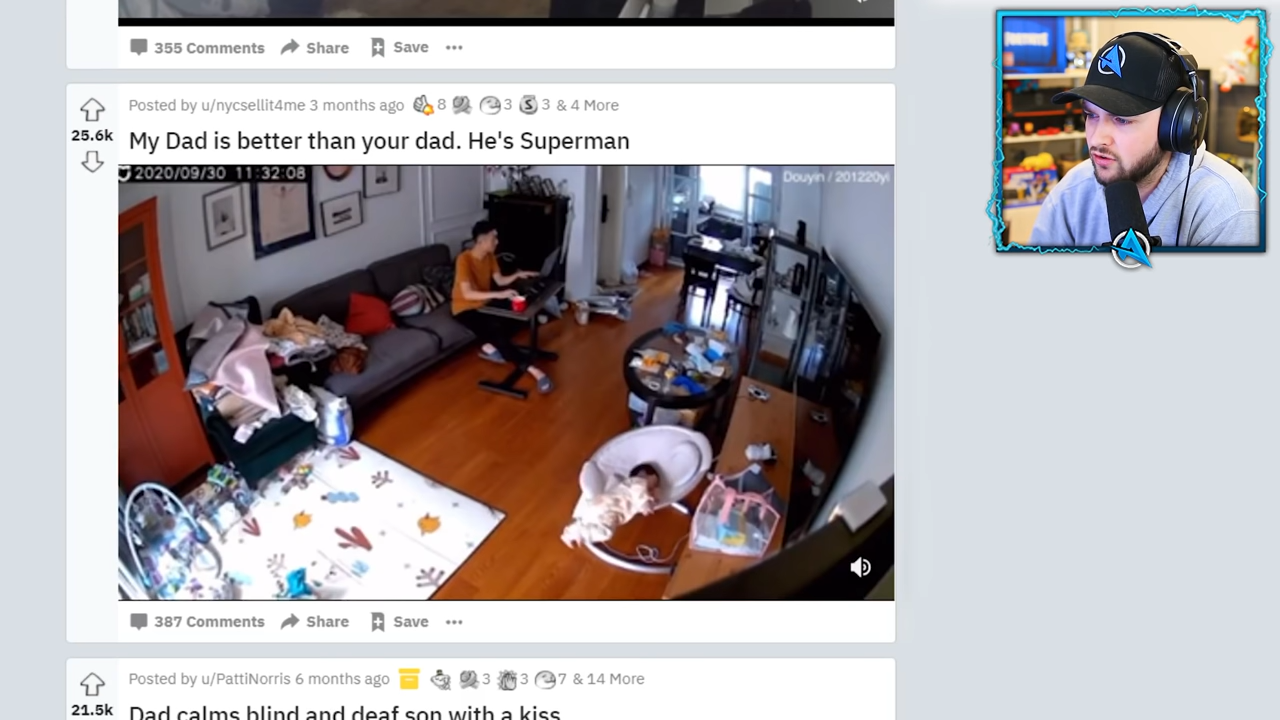 355 Comments Share Save
Posted by u/nycsellit4me 3 months ago 8 3 3 & 4 More
25.6k
My Dad is better than your dad. He's Superman
2020/09/30 11:32:08
Douyin / 201220yi
387 Comments Share Save
Posted by u/PattiNorris 6 months ago 3 3 7 & 14 More
21.5k
Dad calms blind and deaf son with a kiss